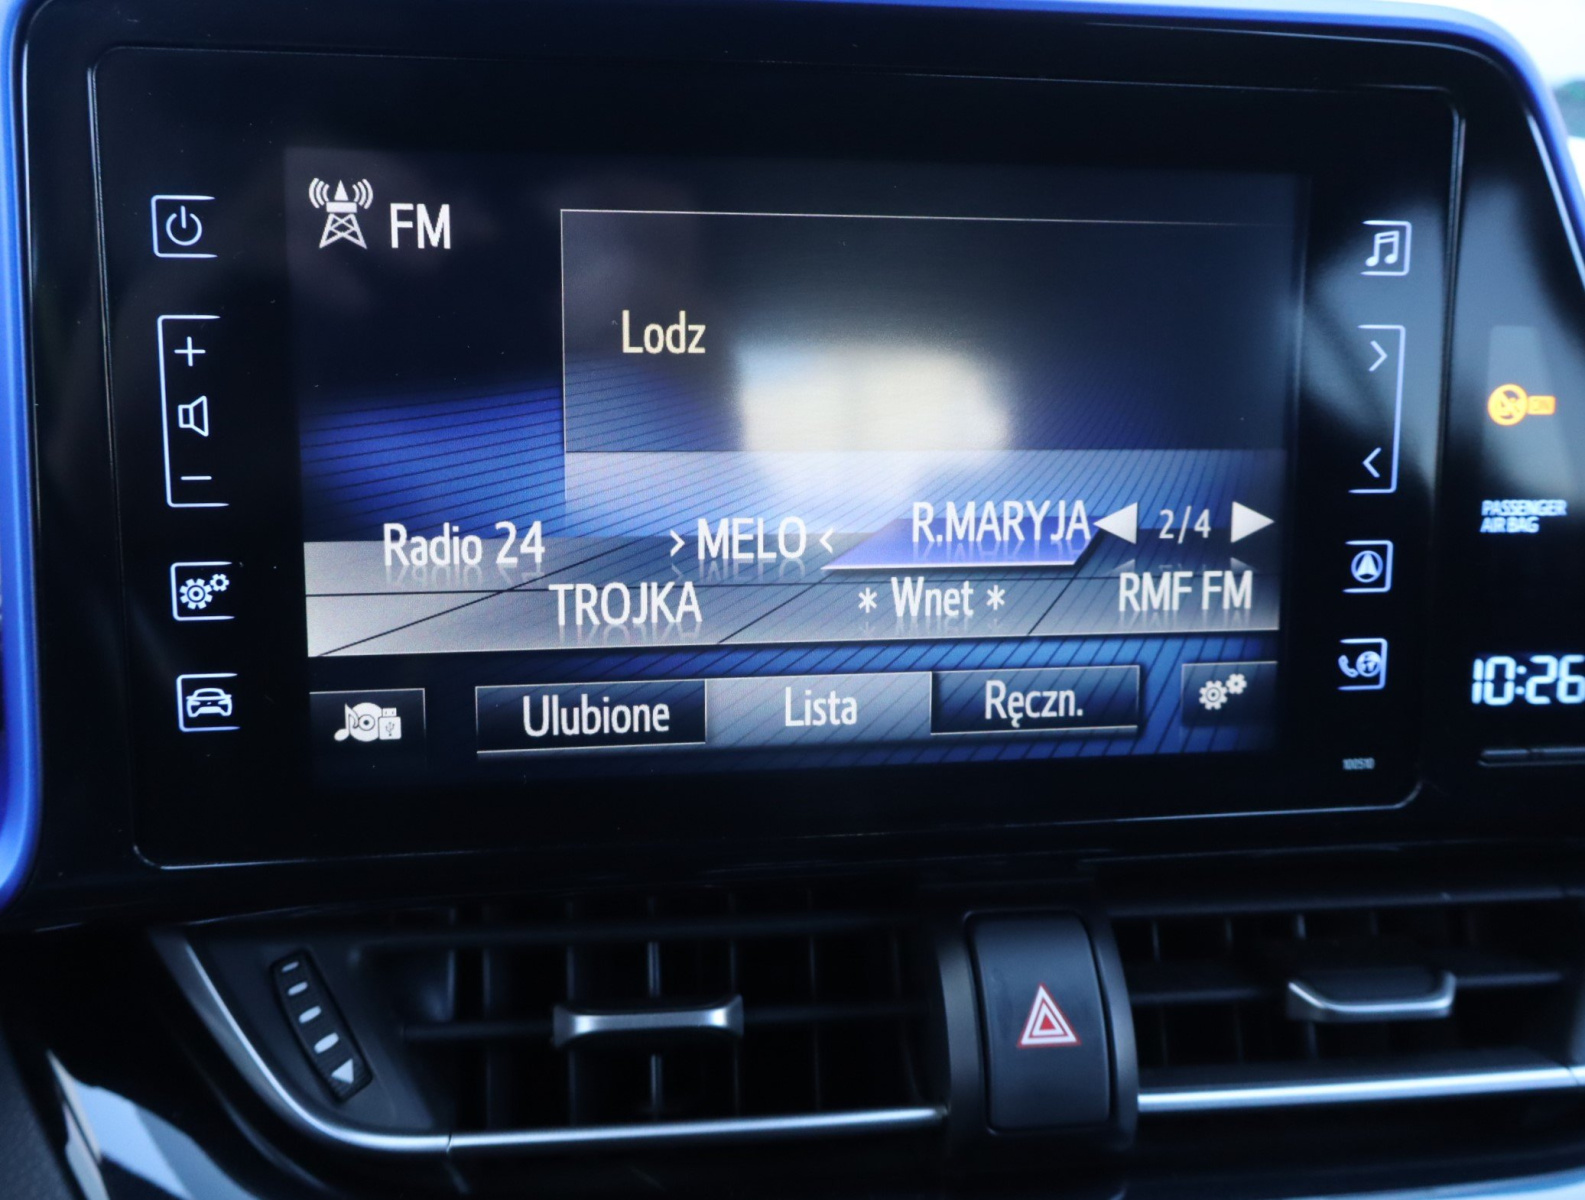 FM
Lodz
Radio 24 > MELO < R.MARYJA 2/4
TROJKA * Wnet * RMF FM
Ulubione Lista Ręczn.
100510
PASSENGER
AIR BAG
10:26